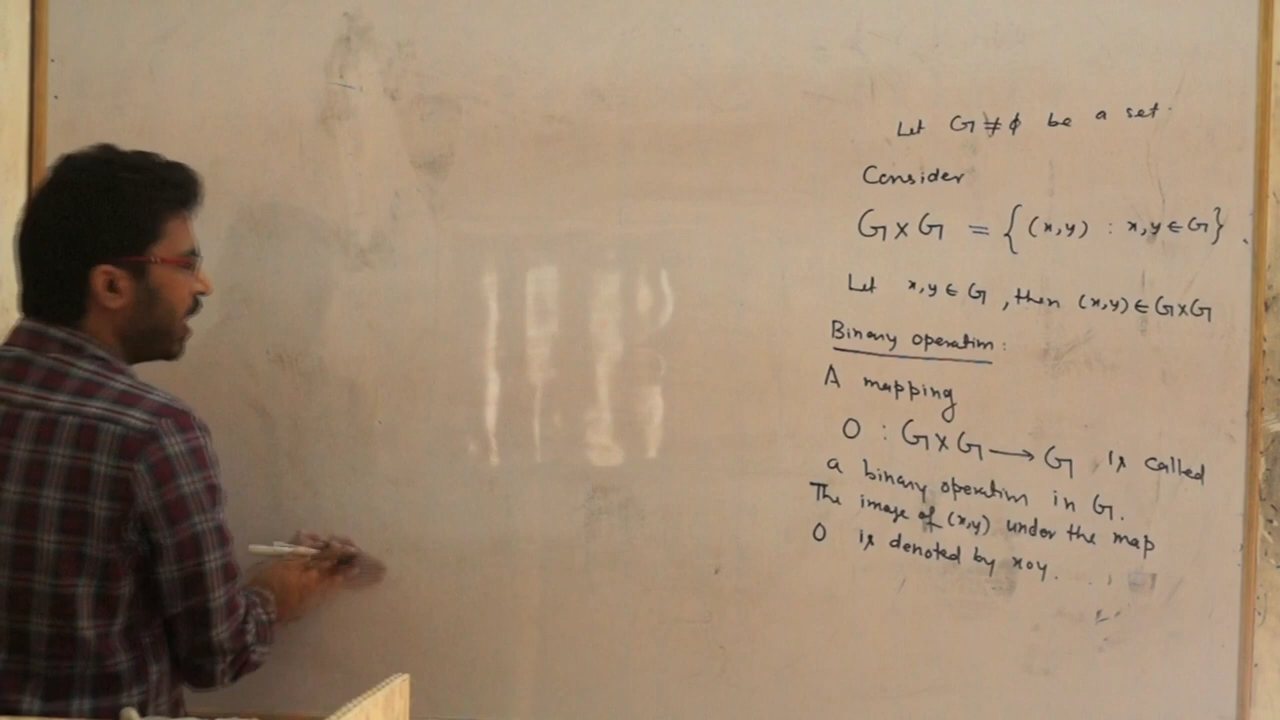 Let G ≠ ϕ be a set.
Consider
G×G = {(x,y) : x,y ∈ G}.
Let x,y ∈ G, then (x,y) ∈ G×G
Binary operation:
A mapping
O : G×G ⟶ G is called
a binary operation in G.
The image of (x,y) under the map
O is denoted by xoy.